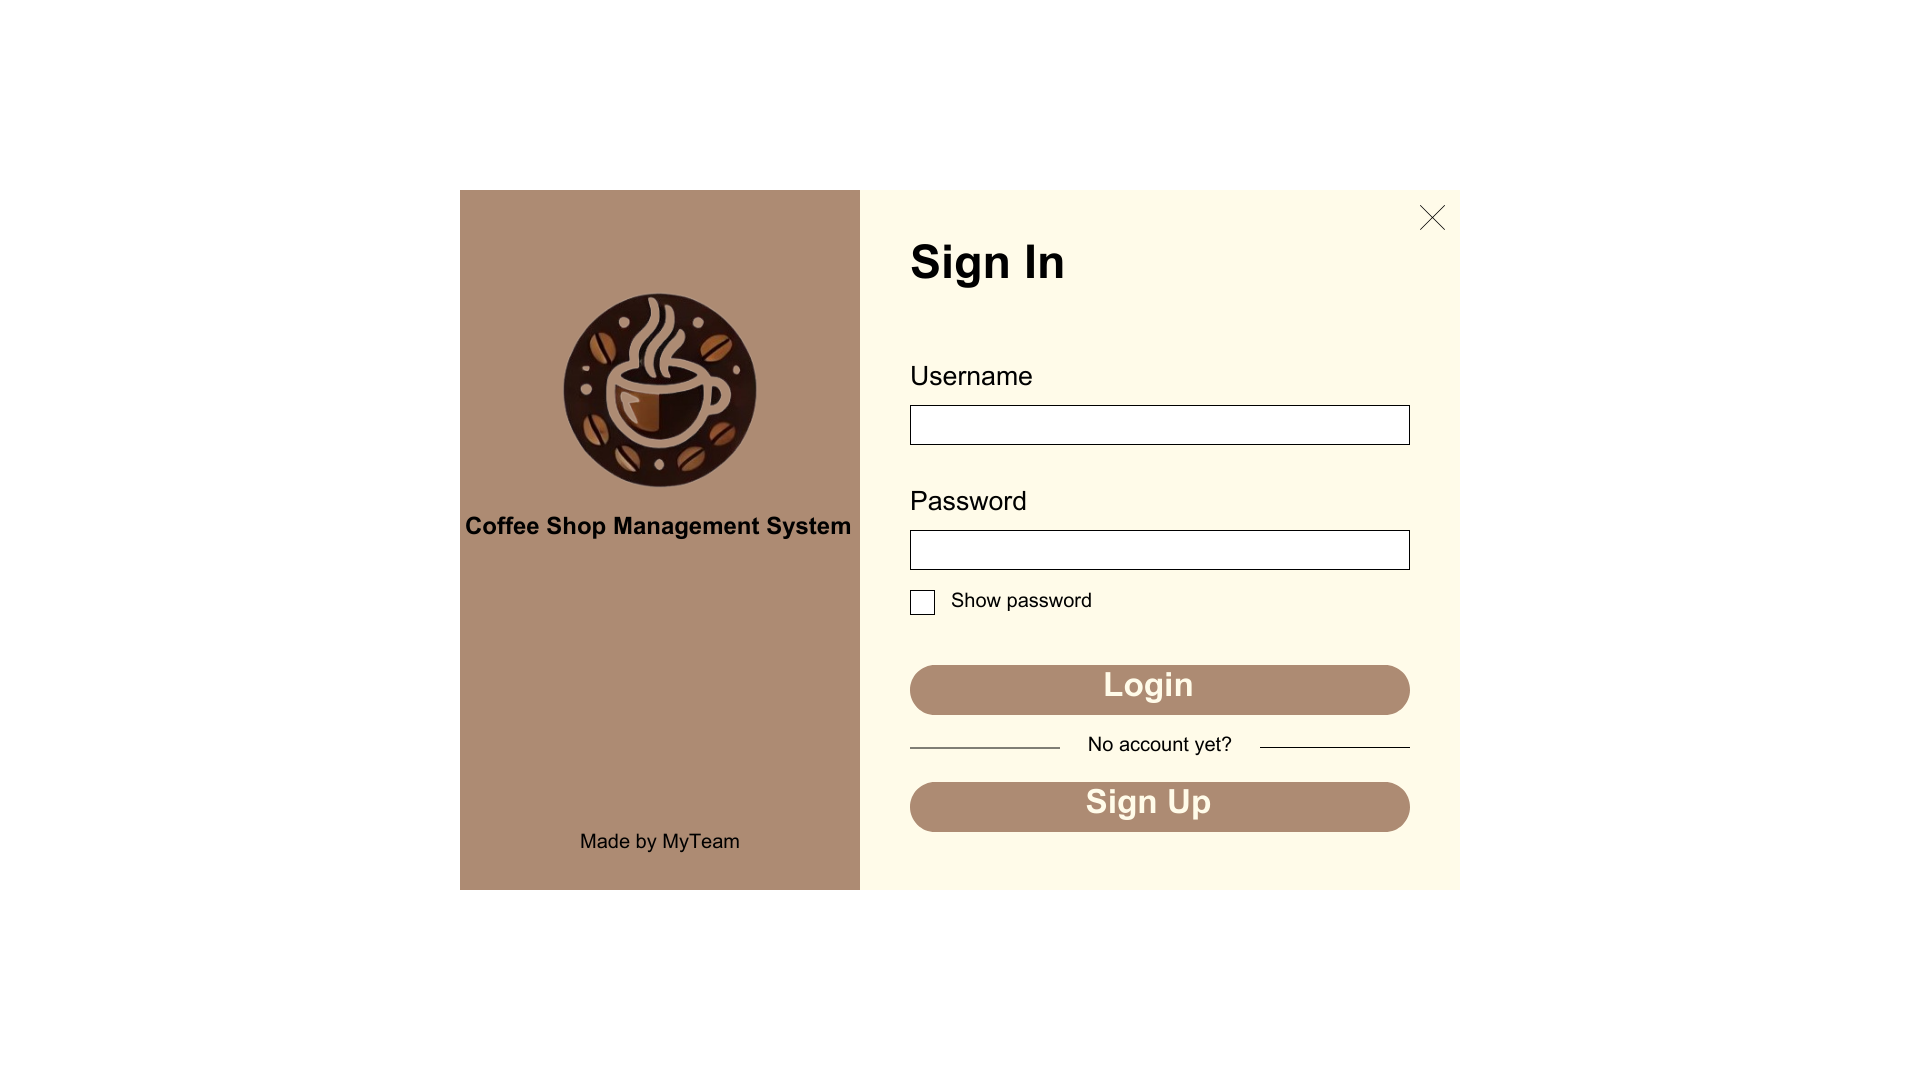 Coffee Shop Management System
Made by MyTeam
Sign In
Username
Password
Show password
Login
No account yet?
Sign Up